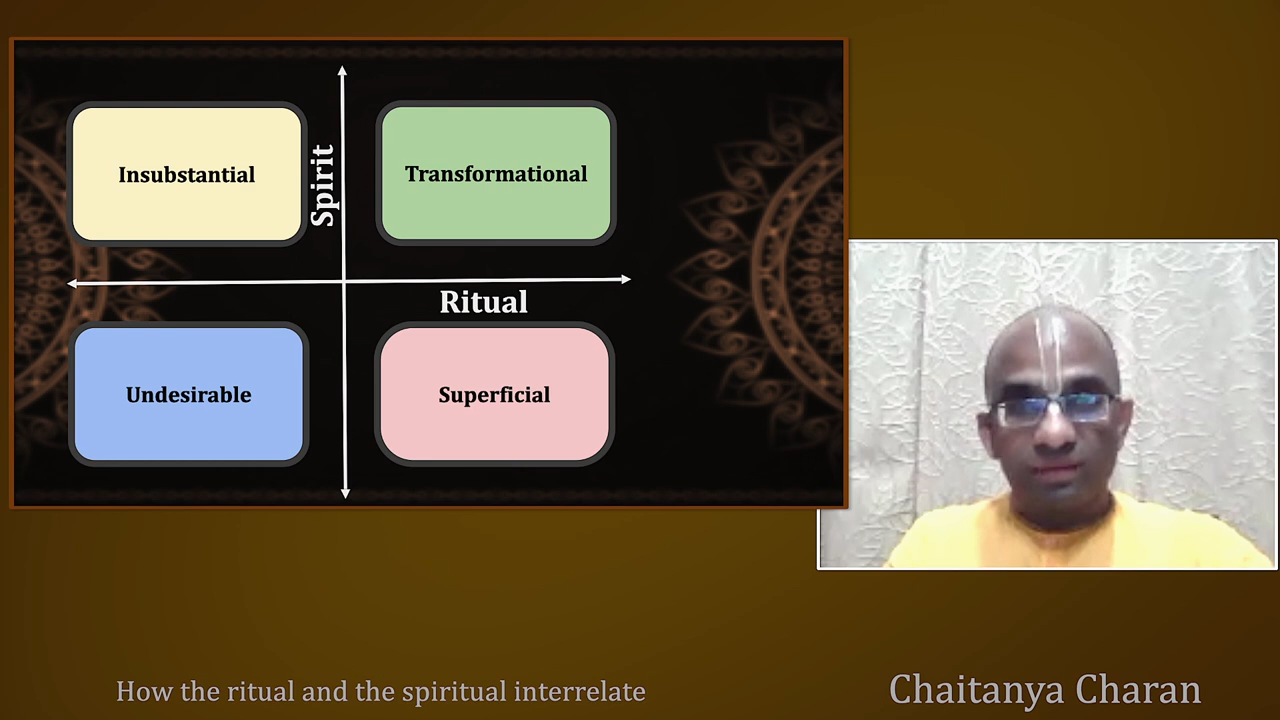 Insubstantial
Spirit
Transformational
Ritual
Undesirable
Superficial
How the ritual and the spiritual interrelate
Chaitanya Charan